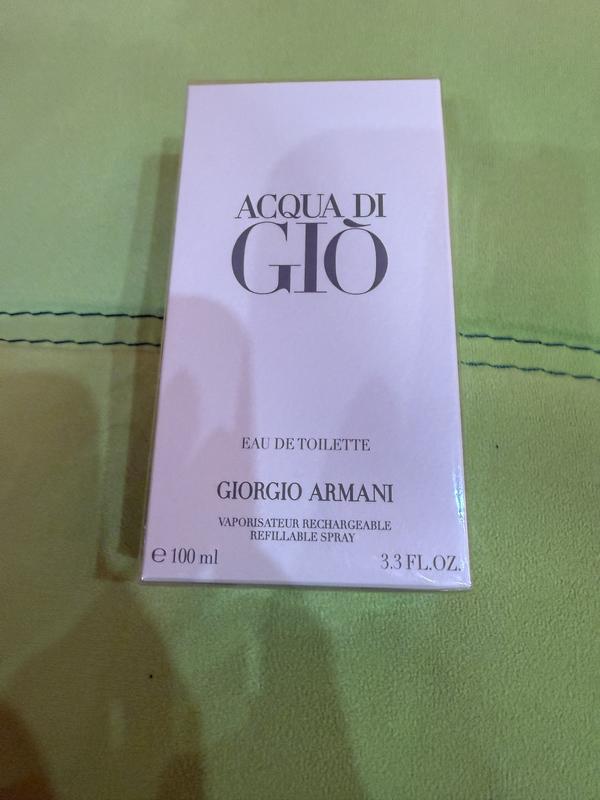 ACQUA DI
GIÒ
EAU DE TOILETTE
GIORGIO ARMANI
VAPORISATEUR RECHARGEABLE
REFILLABLE SPRAY
℮ 100 ml 3.3 FL.OZ.